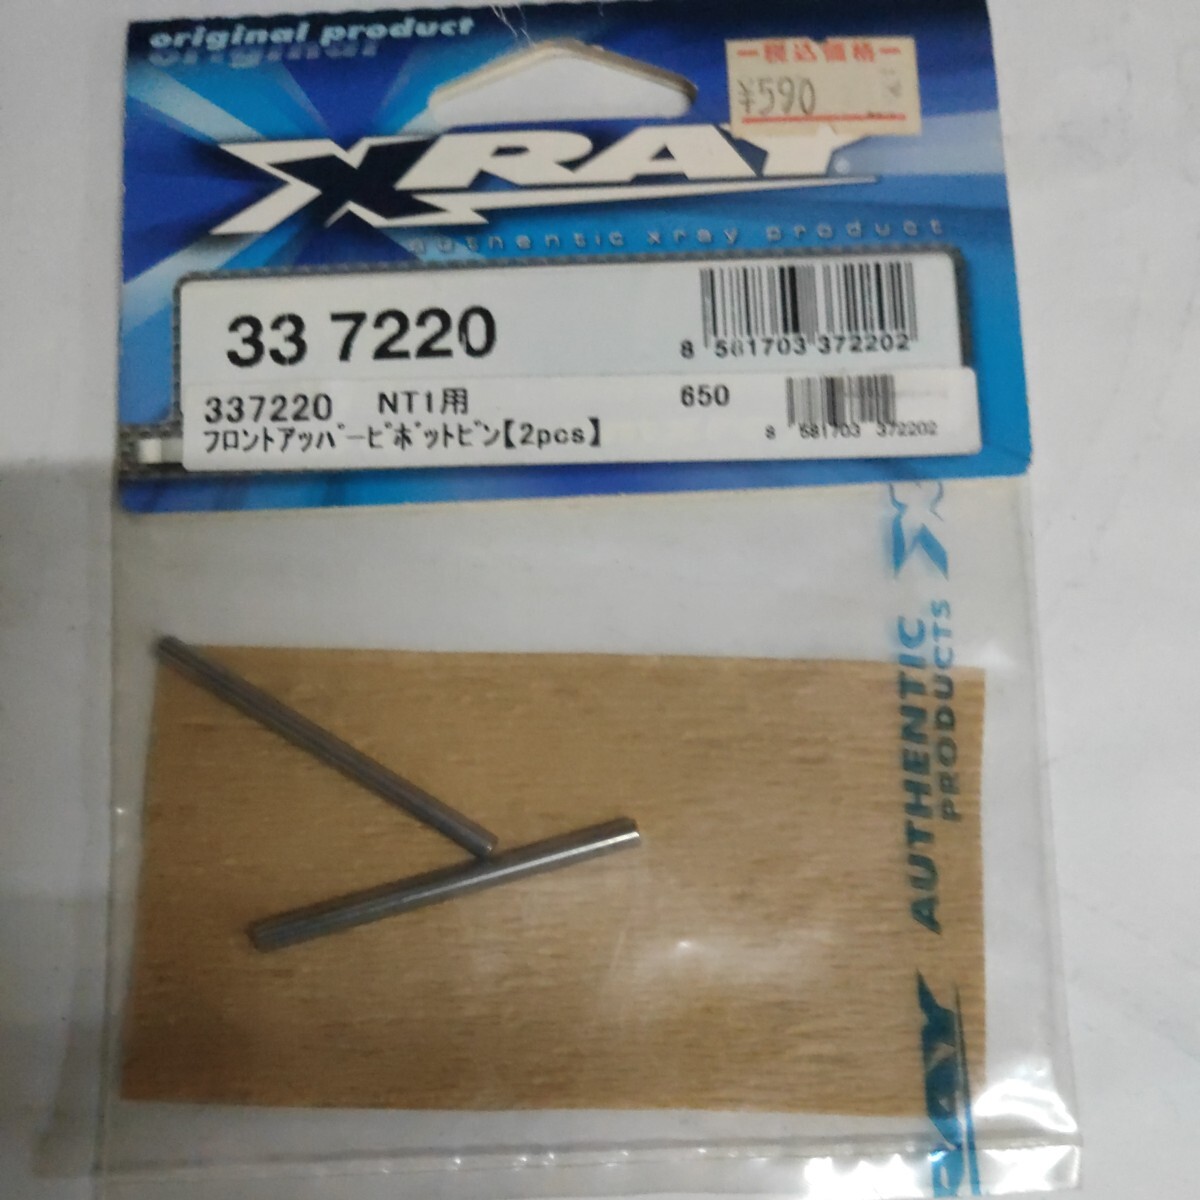 original product
税込価格
¥590
XRAY
authentic xray product
33 7220
8 581703 372202
337220 NT1用 650
フロントアッパーピボットピン【2pcs】
8 581703 372202
AUTHENTIC
PRODUCTS
XRAY